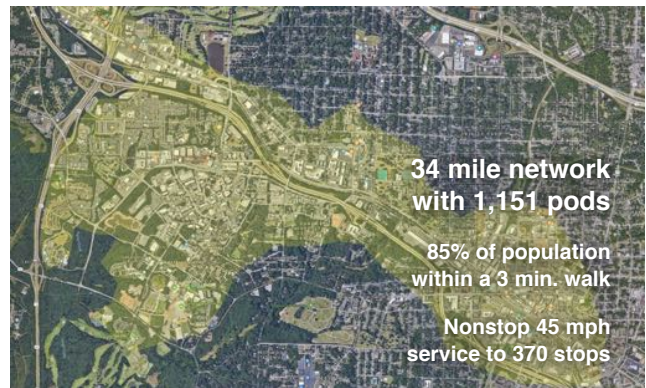 34 mile network
with 1,151 pods
85% of population
within a 3 min. walk
Nonstop 45 mph
service to 370 stops